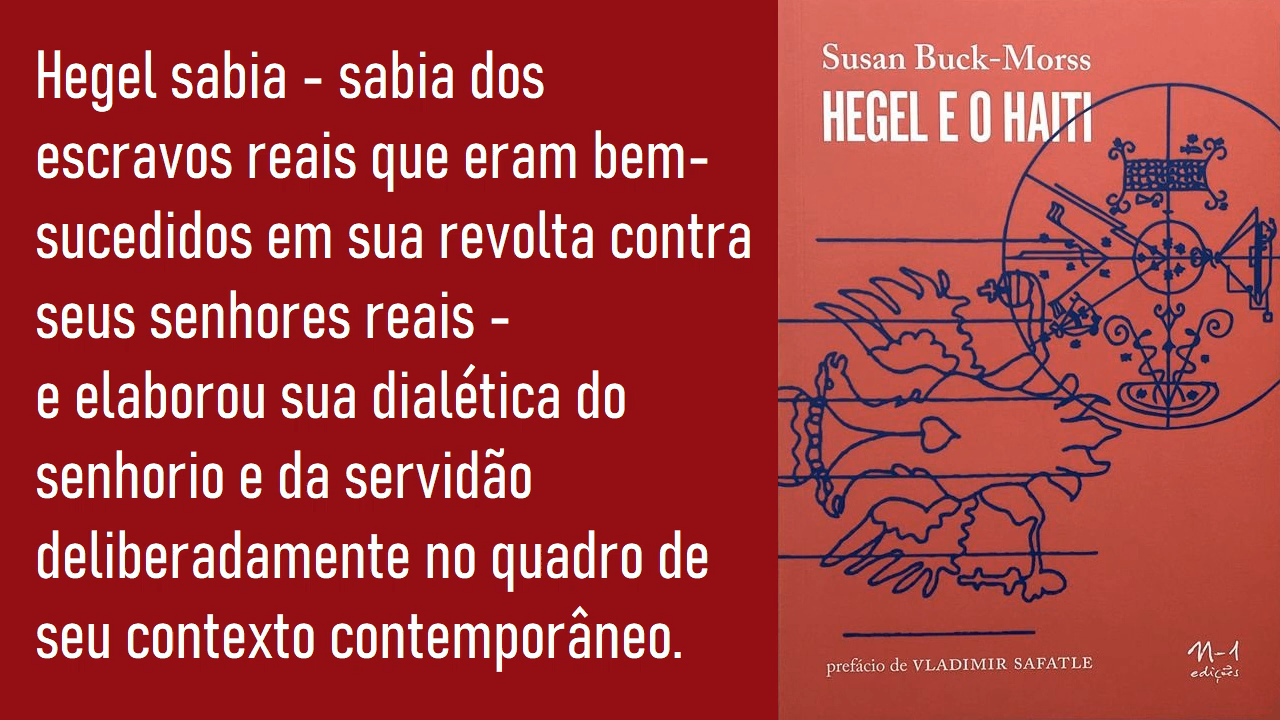 Hegel sabia - sabia dos
escravos reais que eram bem-
sucedidos em sua revolta contra
seus senhores reais -
e elaborou sua dialética do
senhorio e da servidão
deliberadamente no quadro de
seu contexto contemporâneo.
Susan Buck-Morss
HEGEL E O HAITI
prefácio de VLADIMIR SAFATLE
n-1
edições